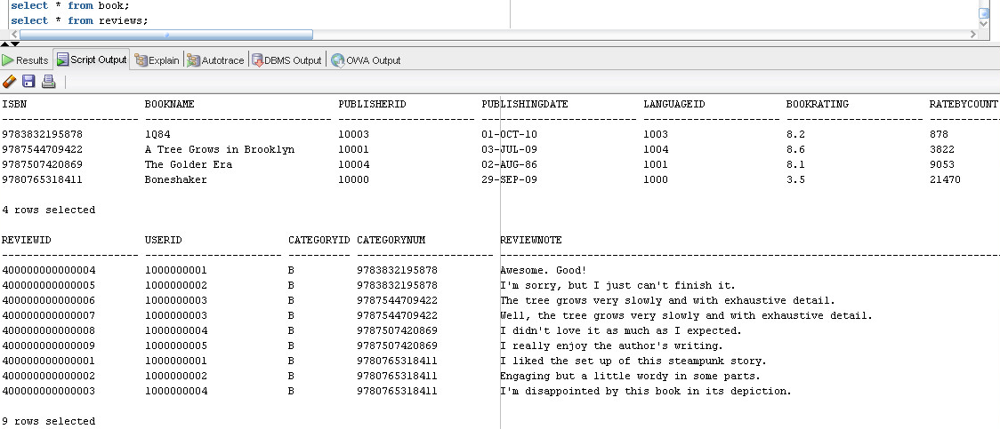 select * from book;
select * from reviews;
Results Script Output Explain Autotrace DBMS Output OWA Output
ISBN BOOKNAME PUBLISHERID PUBLISHINGDATE LANGUAGEID BOOKRATING RATEBYCOUNT
9783832195878 1Q84 10003 01-OCT-10 1003 8.2 878
9787544709422 A Tree Grows in Brooklyn 10001 03-JUL-09 1004 8.6 3822
9787507420869 The Golder Era 10004 02-AUG-86 1001 8.1 9053
9780765318411 Boneshaker 10000 29-SEP-09 1000 3.5 21470
4 rows selected
REVIEWID USERID CATEGORYID CATEGORYNUM REVIEWNOTE
400000000000004 1000000001 B 9783832195878 Awesome. Good!
400000000000005 1000000002 B 9783832195878 I'm sorry, but I just can't finish it.
400000000000006 1000000003 B 9787544709422 The tree grows very slowly and with exhaustive detail.
400000000000007 1000000003 B 9787544709422 Well, the tree grows very slowly and with exhaustive detail.
400000000000008 1000000004 B 9787507420869 I didn't love it as much as I expected.
400000000000009 1000000005 B 9787507420869 I really enjoy the author's writing.
400000000000001 1000000001 B 9780765318411 I liked the set up of this steampunk story.
400000000000002 1000000002 B 9780765318411 Engaging but a little wordy in some parts.
400000000000003 1000000004 B 9780765318411 I'm disappointed by this book in its depiction.
9 rows selected